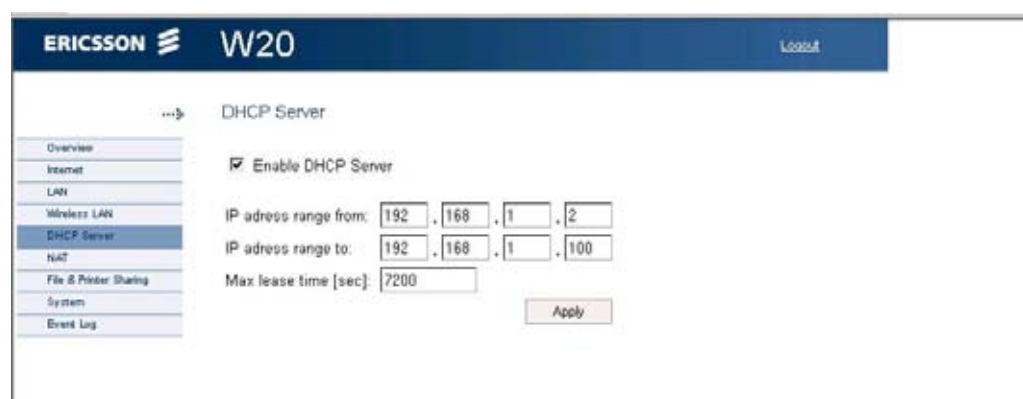 ERICSSON W20 Logout
DHCP Server
Overview
Internet
LAN
Wireless LAN
DHCP Server
NAT
File & Printer Sharing
System
Event Log
Enable DHCP Server
IP adress range from: 192 . 168 . 1 . 2
IP adress range to: 192 . 168 . 1 . 100
Max lease time [sec]: 7200
Apply